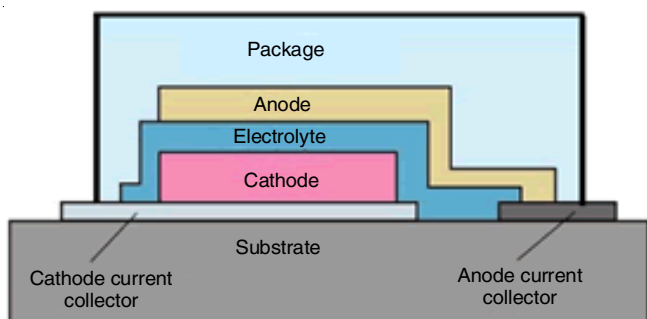 Package
Anode
Electrolyte
Cathode
Substrate
Cathode current
collector
Anode current
collector